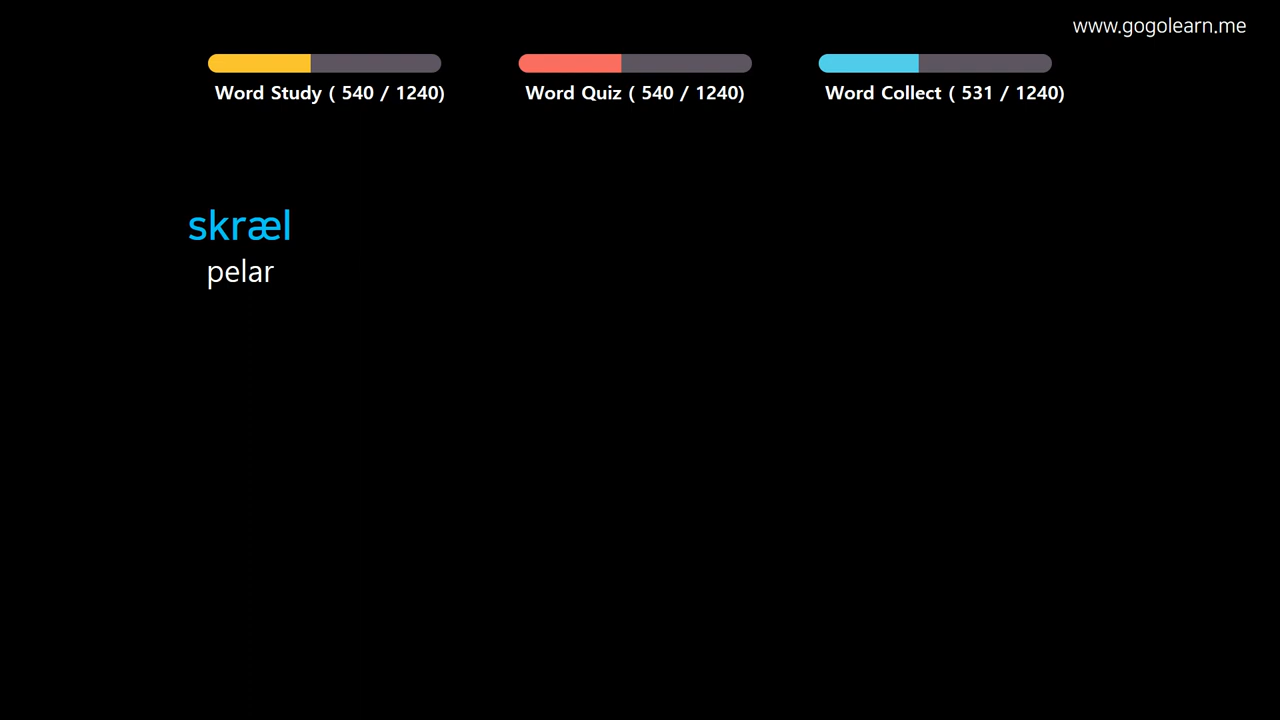 www.gogolearn.me
Word Study ( 540 / 1240)
Word Quiz ( 540 / 1240)
Word Collect ( 531 / 1240)
skræl
pelar